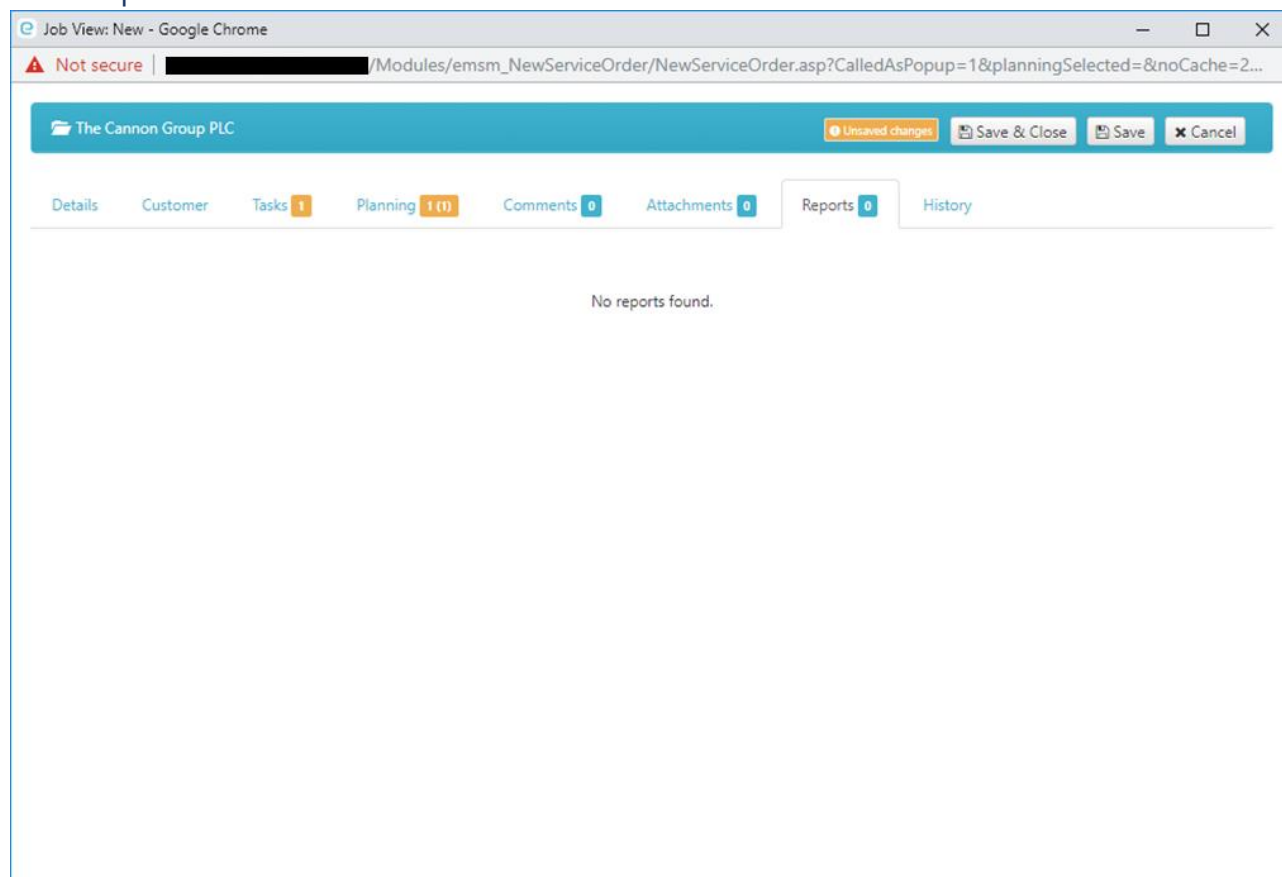 Job View: New - Google Chrome
Not secure | /Modules/emsm_NewServiceOrder/NewServiceOrder.asp?CalledAsPopup=1&planningSelected=&noCache=2...
The Cannon Group PLC Unsaved changes Save & Close Save Cancel
Details Customer Tasks 1 Planning 1 (1) Comments 0 Attachments 0 Reports 0 History
No reports found.